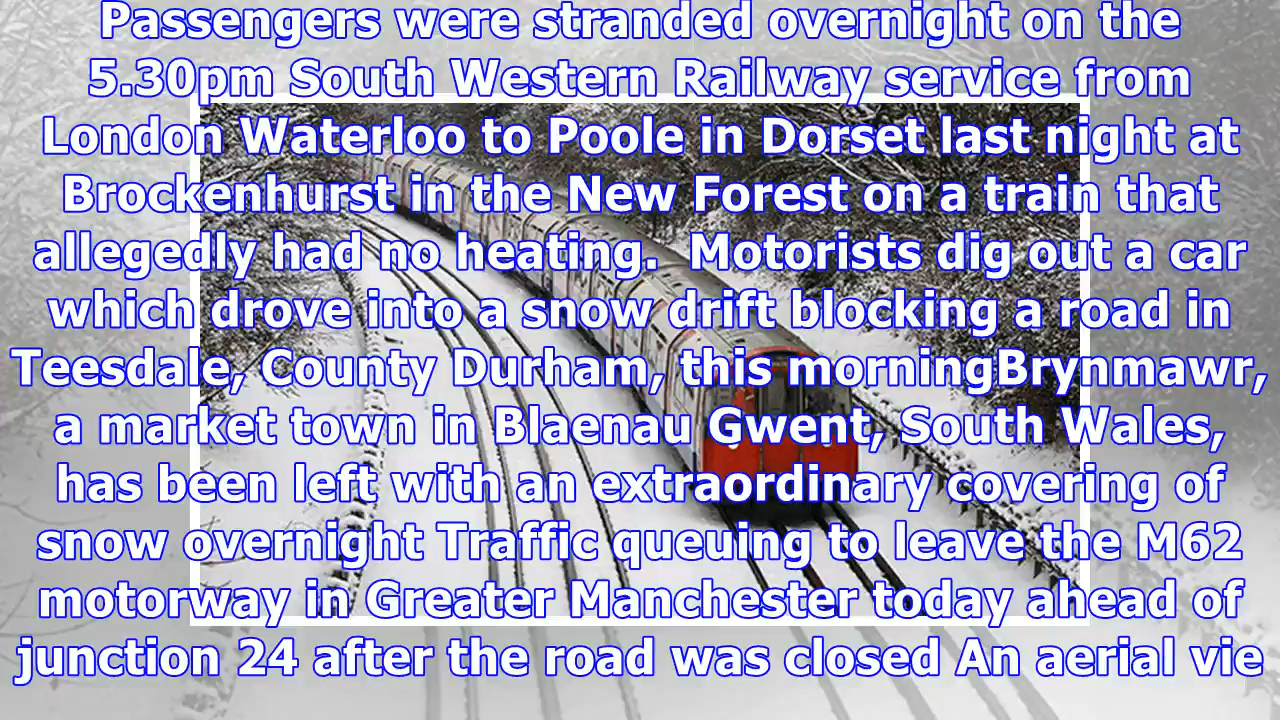 Passengers were stranded overnight on the
5.30pm South Western Railway service from
London Waterloo to Poole in Dorset last night at
Brockenhurst in the New Forest on a train that
allegedly had no heating.  Motorists dig out a car
which drove into a snow drift blocking a road in
Teesdale, County Durham, this morningBrynmawr,
a market town in Blaenau Gwent, South Wales,
has been left with an extraordinary covering of
snow overnight Traffic queuing to leave the M62
motorway in Greater Manchester today ahead of
junction 24 after the road was closed An aerial vie